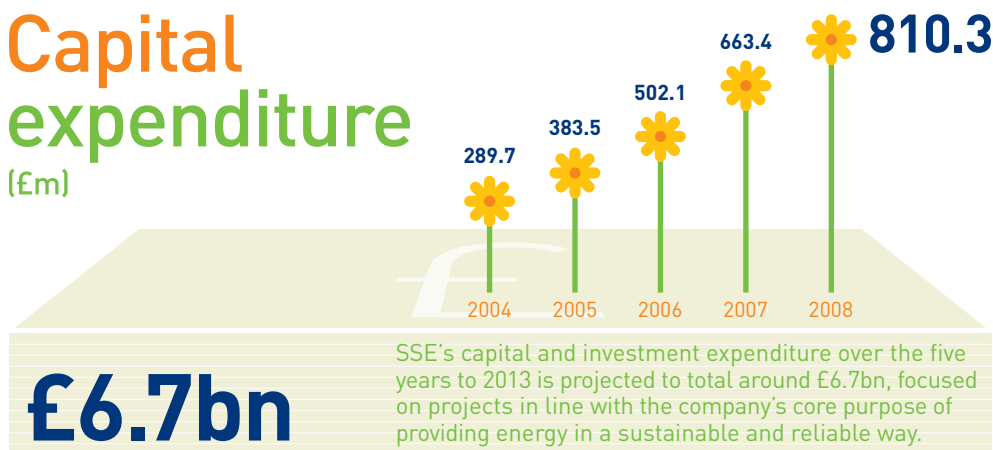 Capital
expenditure
(£m)
289.7
383.5
502.1
663.4
810.3
£
2004 2005 2006 2007 2008
£6.7bn
SSE's capital and investment expenditure over the five
years to 2013 is projected to total around £6.7bn, focused
on projects in line with the company's core purpose of
providing energy in a sustainable and reliable way.